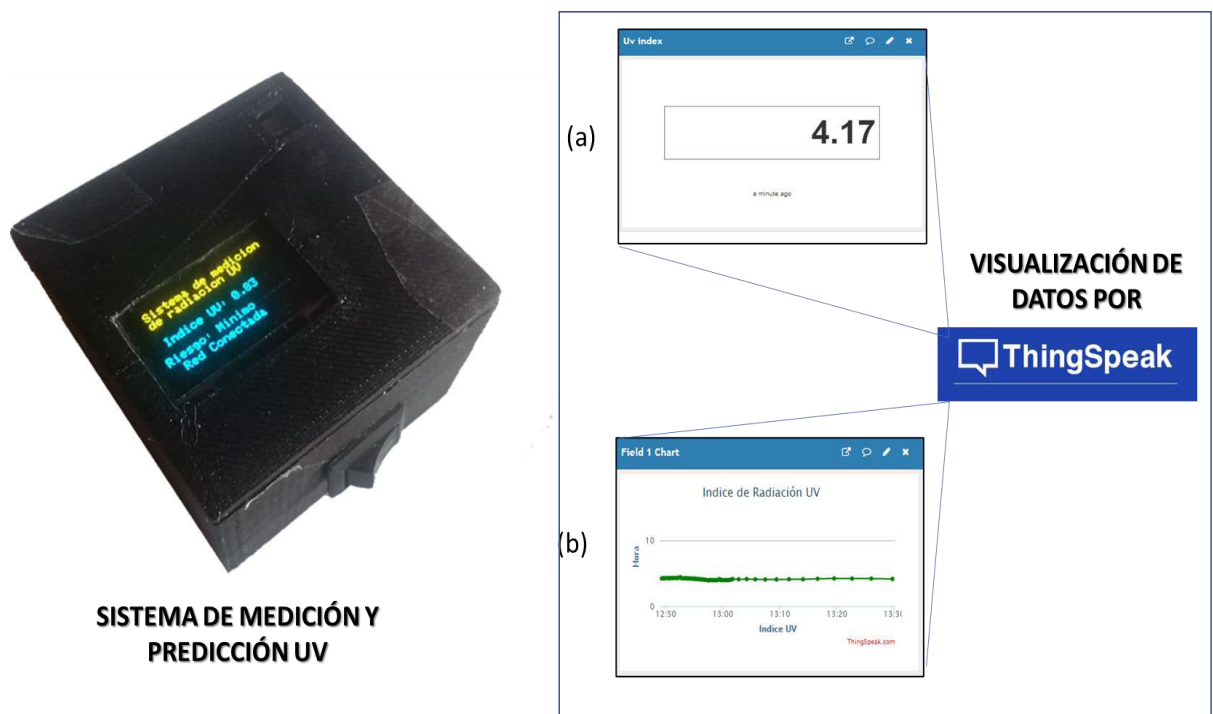 Sistema de medicion
de radiacion UV
Indice UV: 0.83
Riesgo: Minimo
Red Conectada
SISTEMA DE MEDICIÓN Y
PREDICCIÓN UV
(a)
Uv index
4.17
a minute ago
VISUALIZACIÓN DE
DATOS POR
ThingSpeak
(b)
Field 1 Chart
Indice de Radiación UV
Hora
10
0
12:50 13:00 13:10 13:20 13:30
Indice UV
ThingSpeak.com